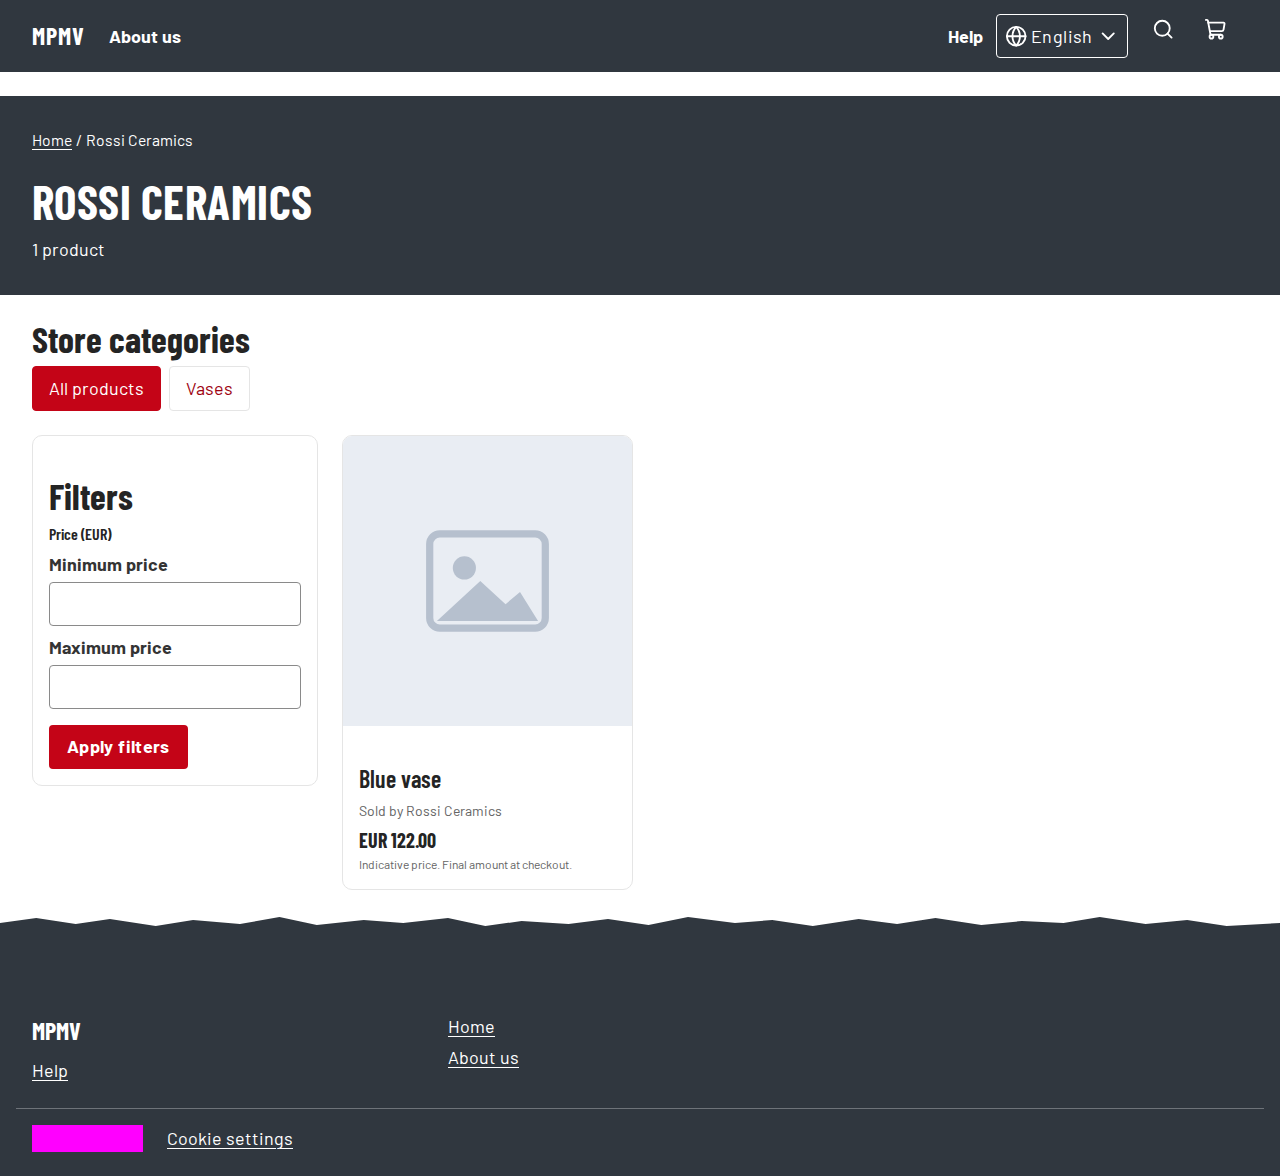 MPMV
About us
Help
English
Home / Rossi Ceramics
ROSSI CERAMICS
1 product
Store categories
All products
Vases
Filters
Price (EUR)
Minimum price
Maximum price
Apply filters
Blue vase
Sold by Rossi Ceramics
EUR 122.00
Indicative price. Final amount at checkout.
MPMV
Help
Home
About us
Cookie settings